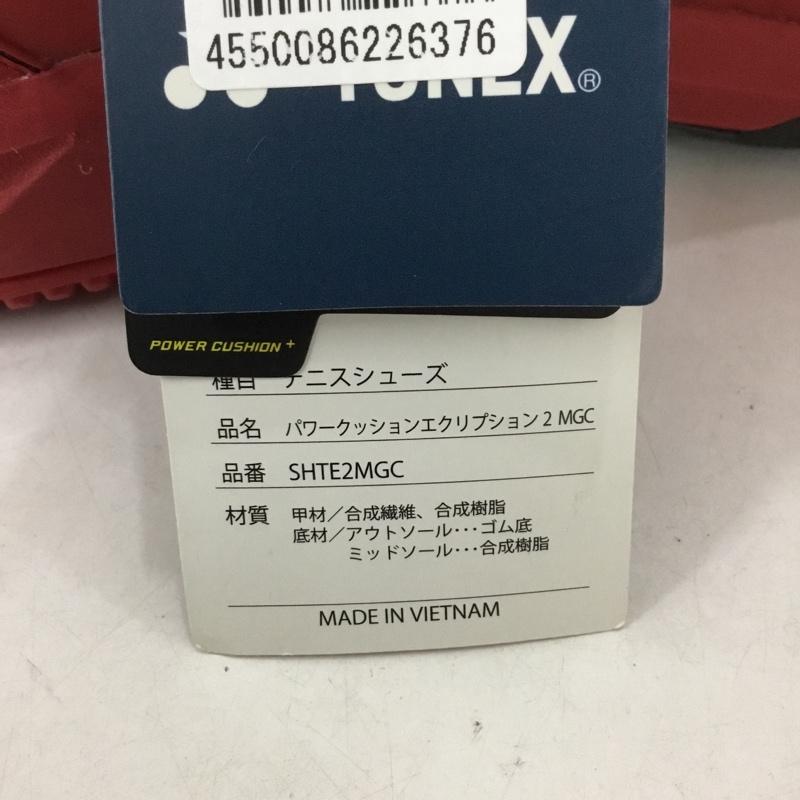 4550086226376
YONEX®
POWER CUSHION+
種目 テニスシューズ
品名 パワークッションエクリプション2 MGC
品番 SHTE2MGC
材質 甲材／合成繊維、合成樹脂
底材／アウトソール･･･ゴム底
ミッドソール･･･合成樹脂
MADE IN VIETNAM